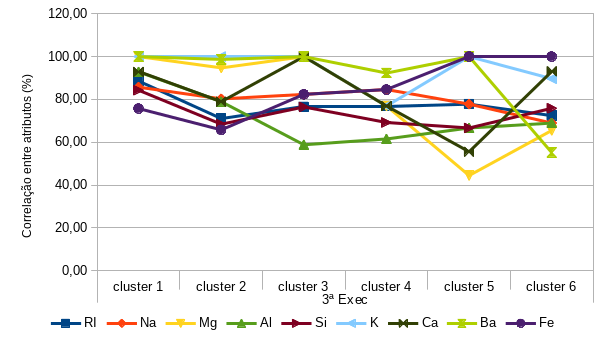 120,00
100,00
80,00
60,00
40,00
20,00
0,00
Correlação entre atributos (%)
cluster 1 cluster 2 cluster 3 cluster 4 cluster 5 cluster 6
3ª Exec
RI Na Mg Al Si K Ca Ba Fe